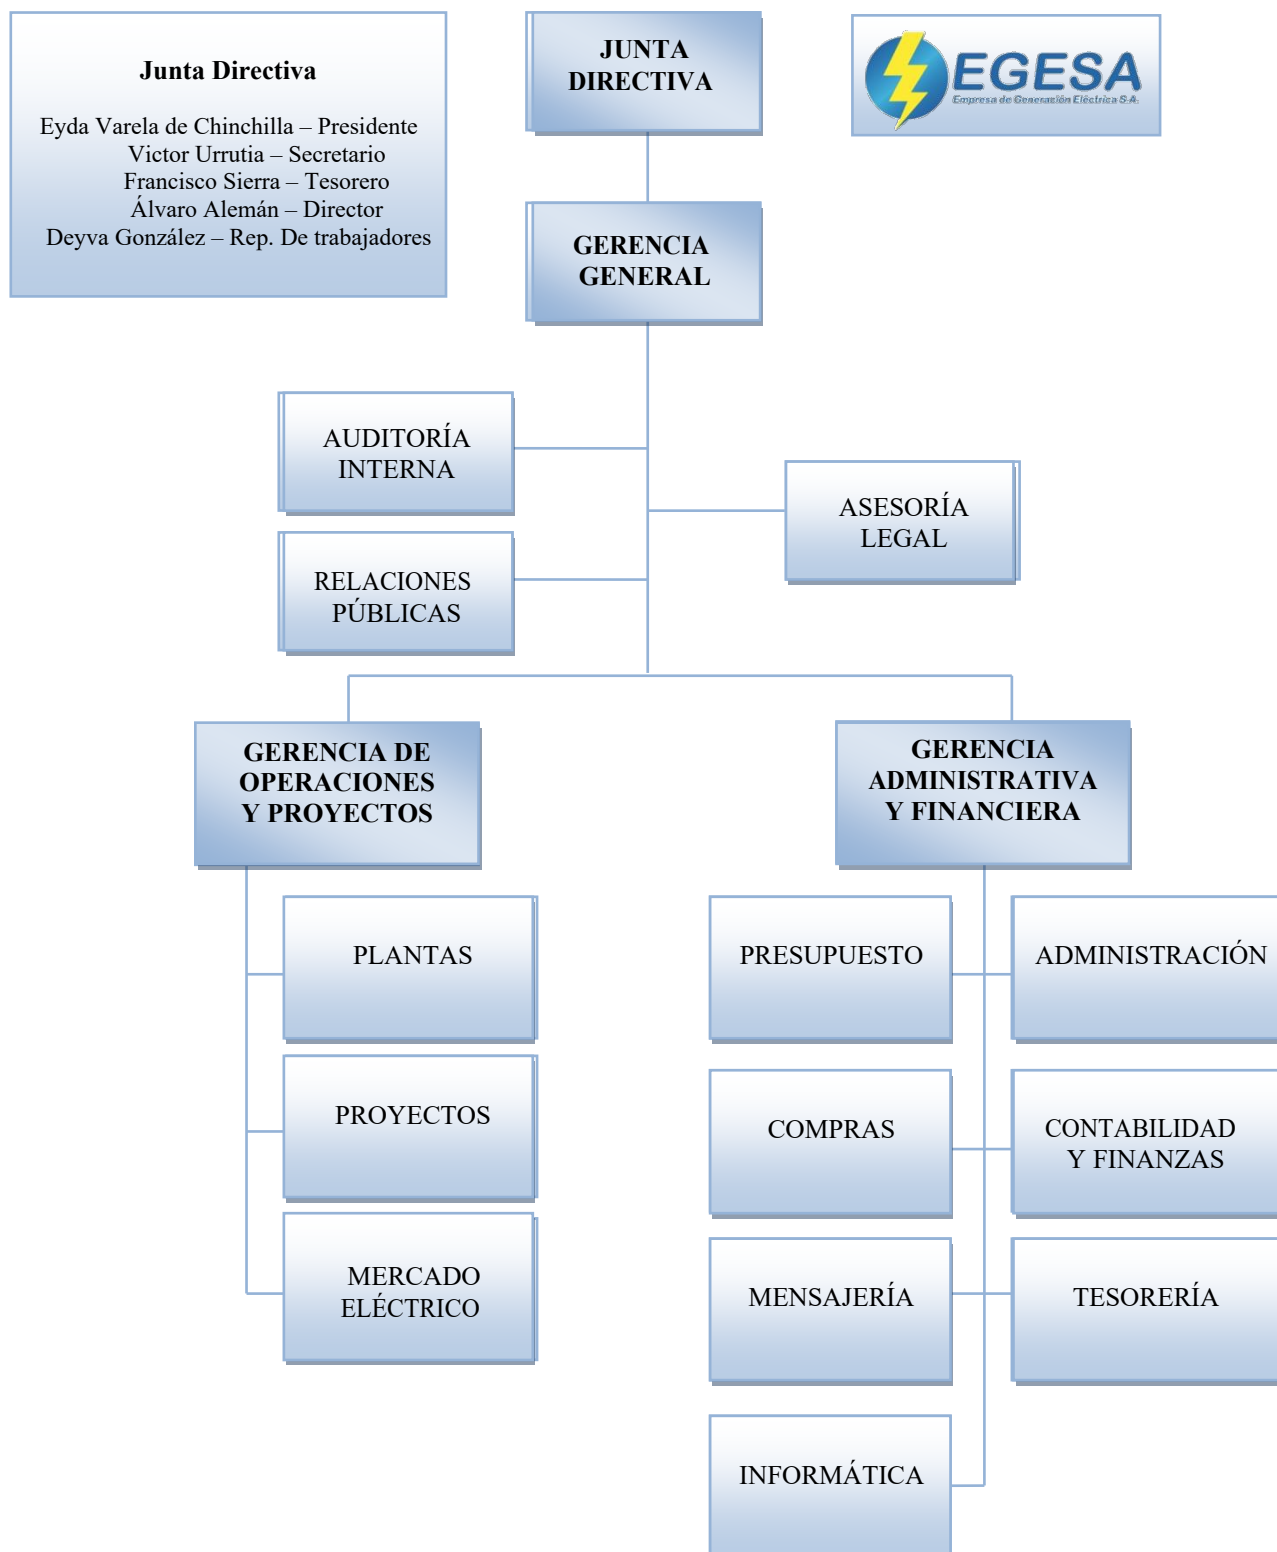 Junta Directiva
Eyda Varela de Chinchilla – Presidente
Victor Urrutia – Secretario
Francisco Sierra – Tesorero
Álvaro Alemán – Director
Deyva González – Rep. De trabajadores
JUNTA
DIRECTIVA
EGESA
Empresa de Generación Eléctrica S.A.
GERENCIA
GENERAL
AUDITORÍA
INTERNA
ASESORÍA
LEGAL
RELACIONES
PÚBLICAS
GERENCIA DE
OPERACIONES
Y PROYECTOS
GERENCIA
ADMINISTRATIVA
Y FINANCIERA
PLANTAS
PROYECTOS
MERCADO
ELÉCTRICO
PRESUPUESTO
ADMINISTRACIÓN
COMPRAS
CONTABILIDAD
Y FINANZAS
MENSAJERÍA
TESORERÍA
INFORMÁTICA